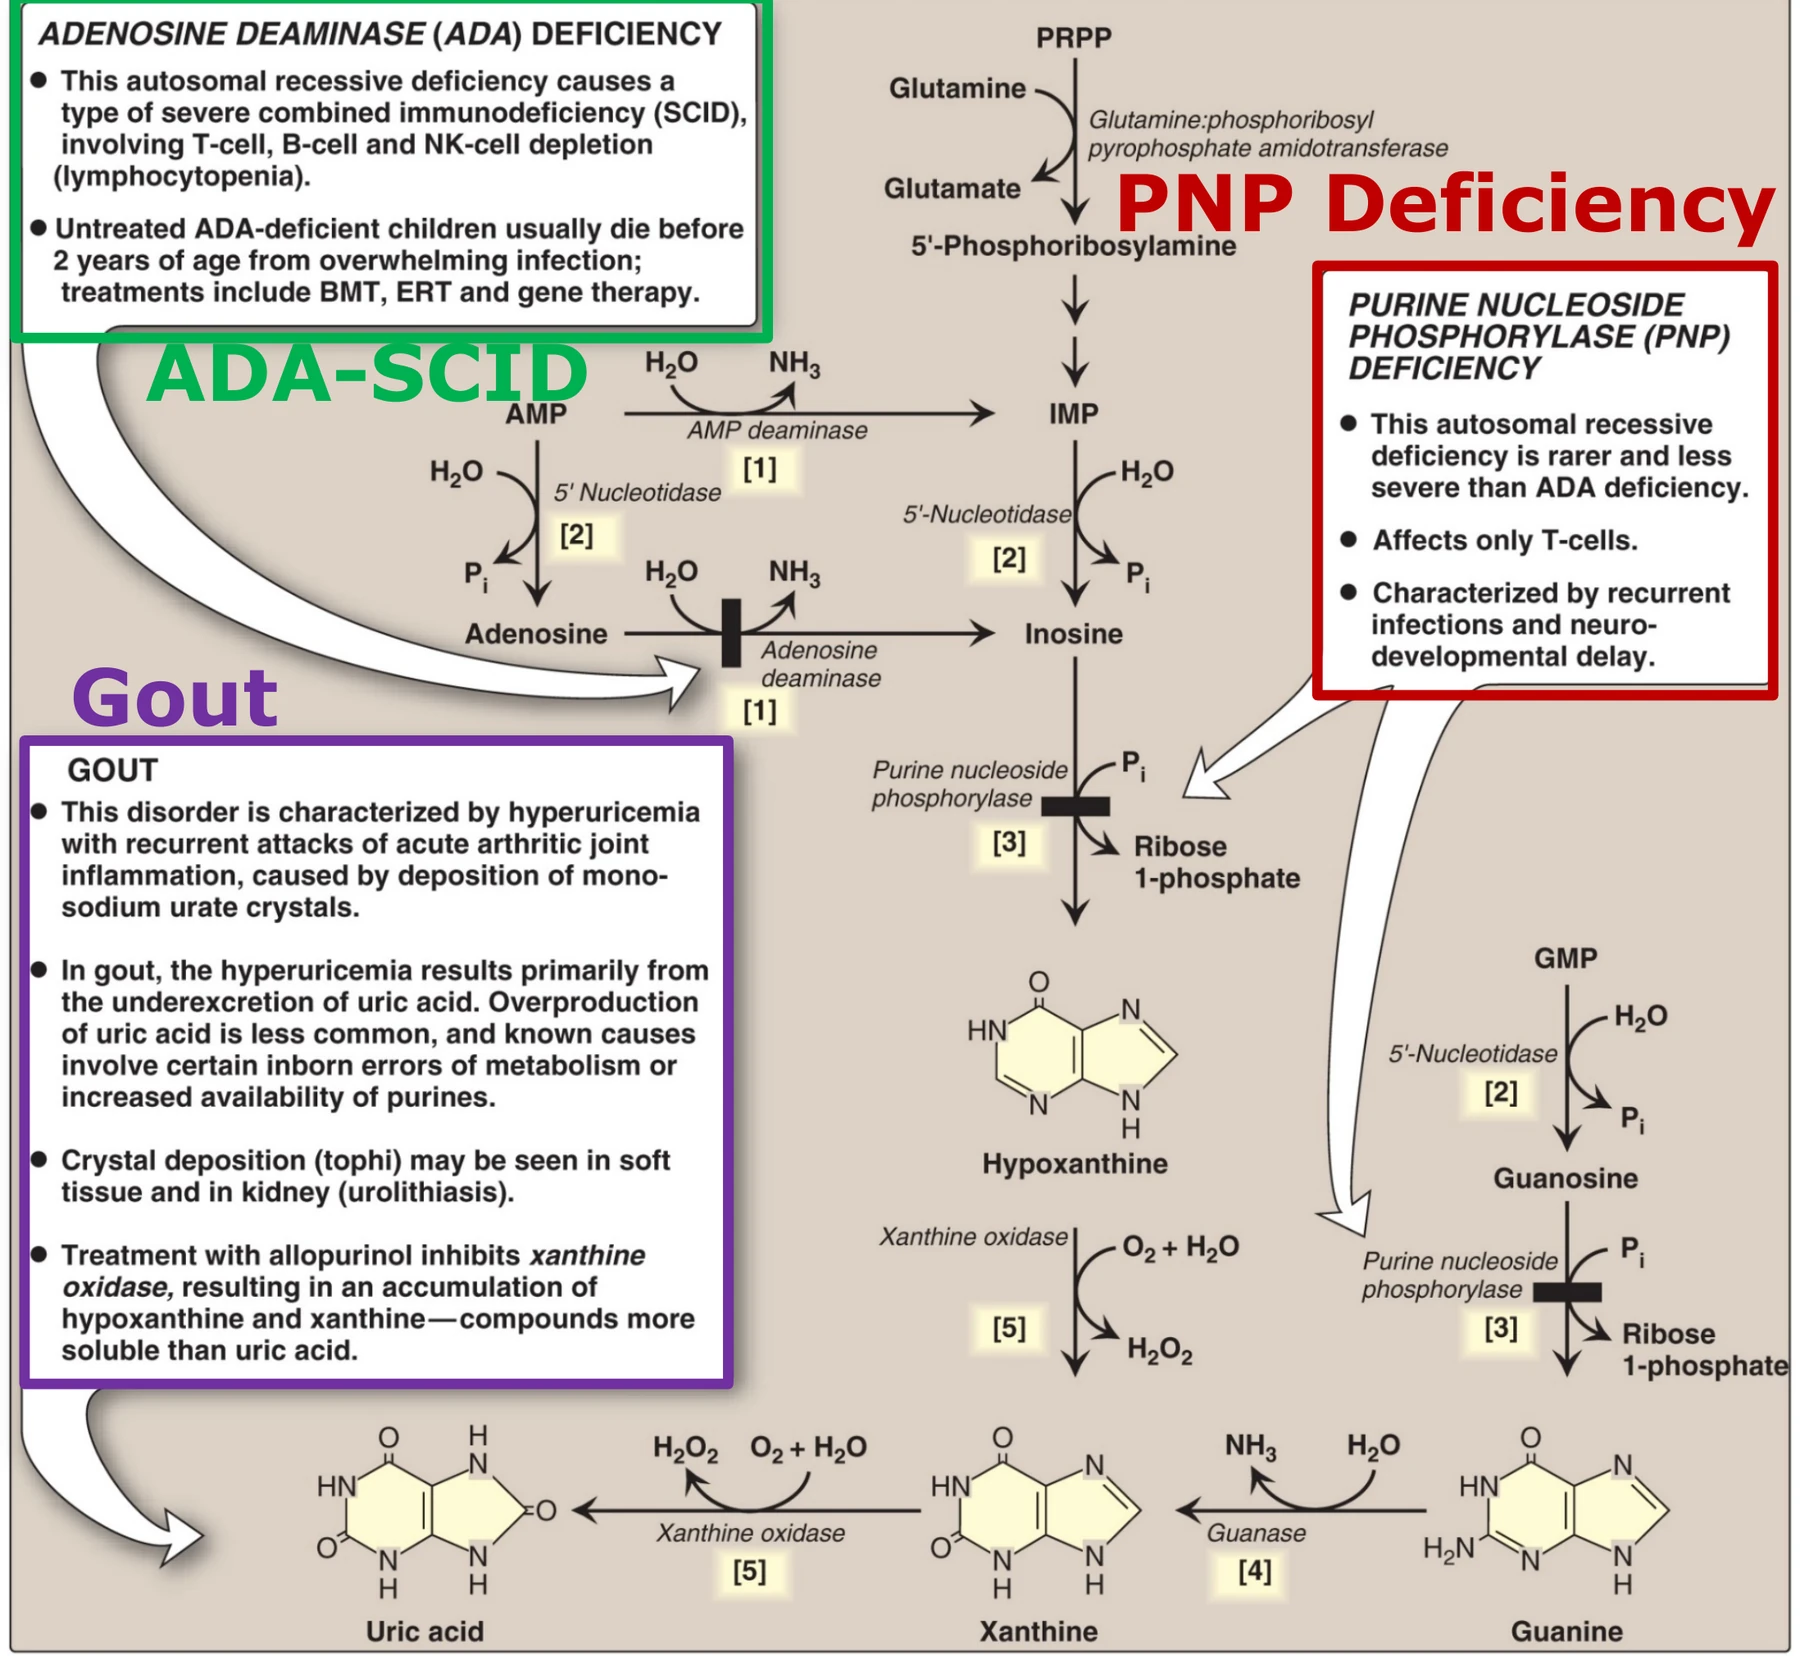 ADENOSINE DEAMINASE (ADA) DEFICIENCY
● This autosomal recessive deficiency causes a
type of severe combined immunodeficiency (SCID),
involving T-cell, B-cell and NK-cell depletion
(lymphocytopenia).
● Untreated ADA-deficient children usually die before
2 years of age from overwhelming infection;
treatments include BMT, ERT and gene therapy.
ADA-SCID
PRPP
Glutamine
Glutamine:phosphoribosyl
pyrophosphate amidotransferase
Glutamate
5'-Phosphoribosylamine
PNP Deficiency
PURINE NUCLEOSIDE
PHOSPHORYLASE (PNP)
DEFICIENCY
● This autosomal recessive
deficiency is rarer and less
severe than ADA deficiency.
● Affects only T-cells.
● Characterized by recurrent
infections and neuro-
developmental delay.
H₂O NH₃
AMP IMP
AMP deaminase
[1]
H₂O
5' Nucleotidase
[2]
Pi
H₂O
5'-Nucleotidase
[2]
Pi
H₂O NH₃
Adenosine Inosine
Adenosine
deaminase
[1]
Gout
GOUT
● This disorder is characterized by hyperuricemia
with recurrent attacks of acute arthritic joint
inflammation, caused by deposition of mono-
sodium urate crystals.
● In gout, the hyperuricemia results primarily from
the underexcretion of uric acid. Overproduction
of uric acid is less common, and known causes
involve certain inborn errors of metabolism or
increased availability of purines.
● Crystal deposition (tophi) may be seen in soft
tissue and in kidney (urolithiasis).
● Treatment with allopurinol inhibits xanthine
oxidase, resulting in an accumulation of
hypoxanthine and xanthine—compounds more
soluble than uric acid.
Purine nucleoside
phosphorylase
[3]
Pi
Ribose
1-phosphate
O
HN
N
N
N
H
Hypoxanthine
Xanthine oxidase
O₂ + H₂O
[5]
H₂O₂
GMP
H₂O
5'-Nucleotidase
[2]
Pi
Guanosine
Pi
Purine nucleoside
phosphorylase
[3]
Ribose
1-phosphate
O
H
N
HN
O
O
N
H
N
H
Uric acid
H₂O₂ O₂ + H₂O
Xanthine oxidase
[5]
O
N
HN
O
N
H
N
H
Xanthine
NH₃ H₂O
Guanase
[4]
O
N
HN
H₂N
N
N
H
Guanine